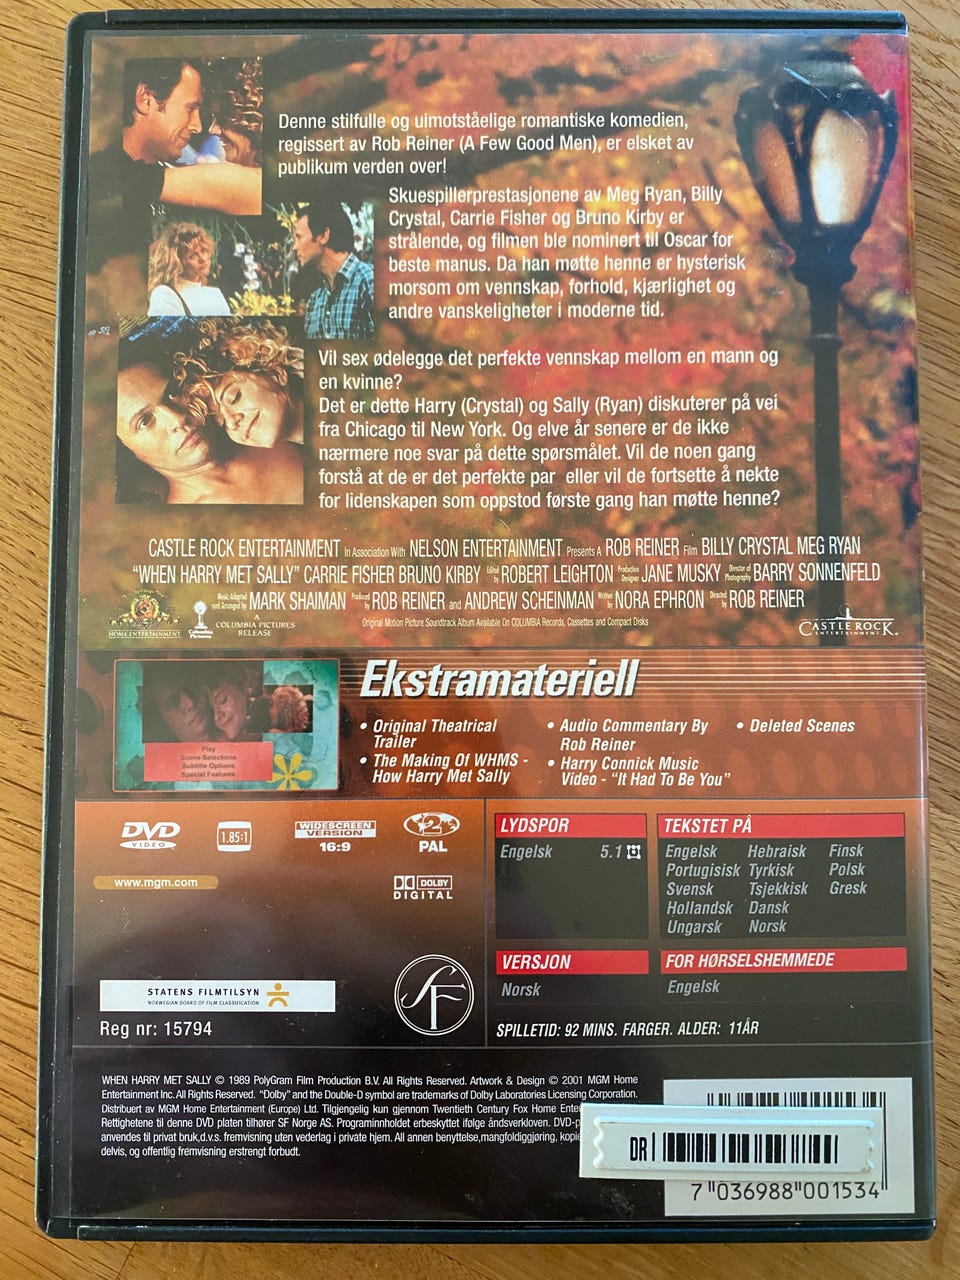 Denne stilfulle og uimotståelige romantiske komedien,
regissert av Rob Reiner (A Few Good Men), er elsket av
publikum verden over!
Skuespillerprestasjonene av Meg Ryan, Billy
Crystal, Carrie Fisher og Bruno Kirby er
strålende, og filmen ble nominert til Oscar for
beste manus. Da han møtte henne er hysterisk
morsom om vennskap, forhold, kjærlighet og
andre vanskeligheter i moderne tid.
Vil sex ødelegge det perfekte vennskap mellom en mann og
en kvinne?
Det er dette Harry (Crystal) og Sally (Ryan) diskuterer på vei
fra Chicago til New York. Og elve år senere er de ikke
nærmere noe svar på dette spørsmålet. Vil de noen gang
forstå at de er det perfekte par eller vil de fortsette å nekte
for lidenskapen som oppstod første gang han møtte henne?
CASTLE ROCK ENTERTAINMENT In Association With NELSON ENTERTAINMENT Presents A ROB REINER Film BILLY CRYSTAL MEG RYAN
"WHEN HARRY MET SALLY" CARRIE FISHER BRUNO KIRBY Edited by ROBERT LEIGHTON Production Designer JANE MUSKY Director of Photography BARRY SONNENFELD
Music Adapted and Arranged by MARK SHAIMAN Produced by ROB REINER and ANDREW SCHEINMAN Written by NORA EPHRON Directed by ROB REINER
HOME ENTERTAINMENT
Columbia Pictures
A COLUMBIA PICTURES RELEASE
Original Motion Picture Soundtrack Album Available On COLUMBIA Records, Cassettes and Compact Disks
CASTLE ROCK
ENTERTAINMENT
Ekstramateriell
Play
Scene Selections
Subtitle Options
Special Features
• Original Theatrical
Trailer
• The Making Of WHMS -
How Harry Met Sally
• Audio Commentary By
Rob Reiner
• Harry Connick Music
Video - "It Had To Be You"
• Deleted Scenes
DVD
VIDEO
1.85:1
WIDESCREEN
VERSION
16:9
2
PAL
www.mgm.com
DOLBY
DIGITAL
LYDSPOR
Engelsk 5.1
TEKSTET PÅ
Engelsk Hebraisk Finsk
Portugisisk Tyrkisk Polsk
Svensk Tsjekkisk Gresk
Hollandsk Dansk
Ungarsk Norsk
VERSJON
Norsk
FOR HØRSELSHEMMEDE
Engelsk
STATENS FILMTILSYN
NORWEGIAN BOARD OF FILM CLASSIFICATION
Reg nr: 15794
SF
SPILLETID: 92 MINS. FARGER. ALDER: 11ÅR
WHEN HARRY MET SALLY © 1989 PolyGram Film Production B.V. All Rights Reserved. Artwork & Design © 2001 MGM Home
Entertainment Inc. All Rights Reserved. "Dolby" and the Double-D symbol are trademarks of Dolby Laboratories Licensing Corporation.
Distribuert av MGM Home Entertainment (Europe) Ltd. Tilgjengelig kun gjennom Twentieth Century Fox Home
Rettighetene til denne DVD platen tilhører SF Norge AS. Programinnholdet erbeskyttet ifølge åndsverkloven.
anvendes til privat bruk,d.v.s. fremvisning uten vederlag i private hjem. All annen benyttelse,mangfoldiggjøring,
delvis, og offentlig fremvisning erstrengt forbudt.
DR
7 036988 001534